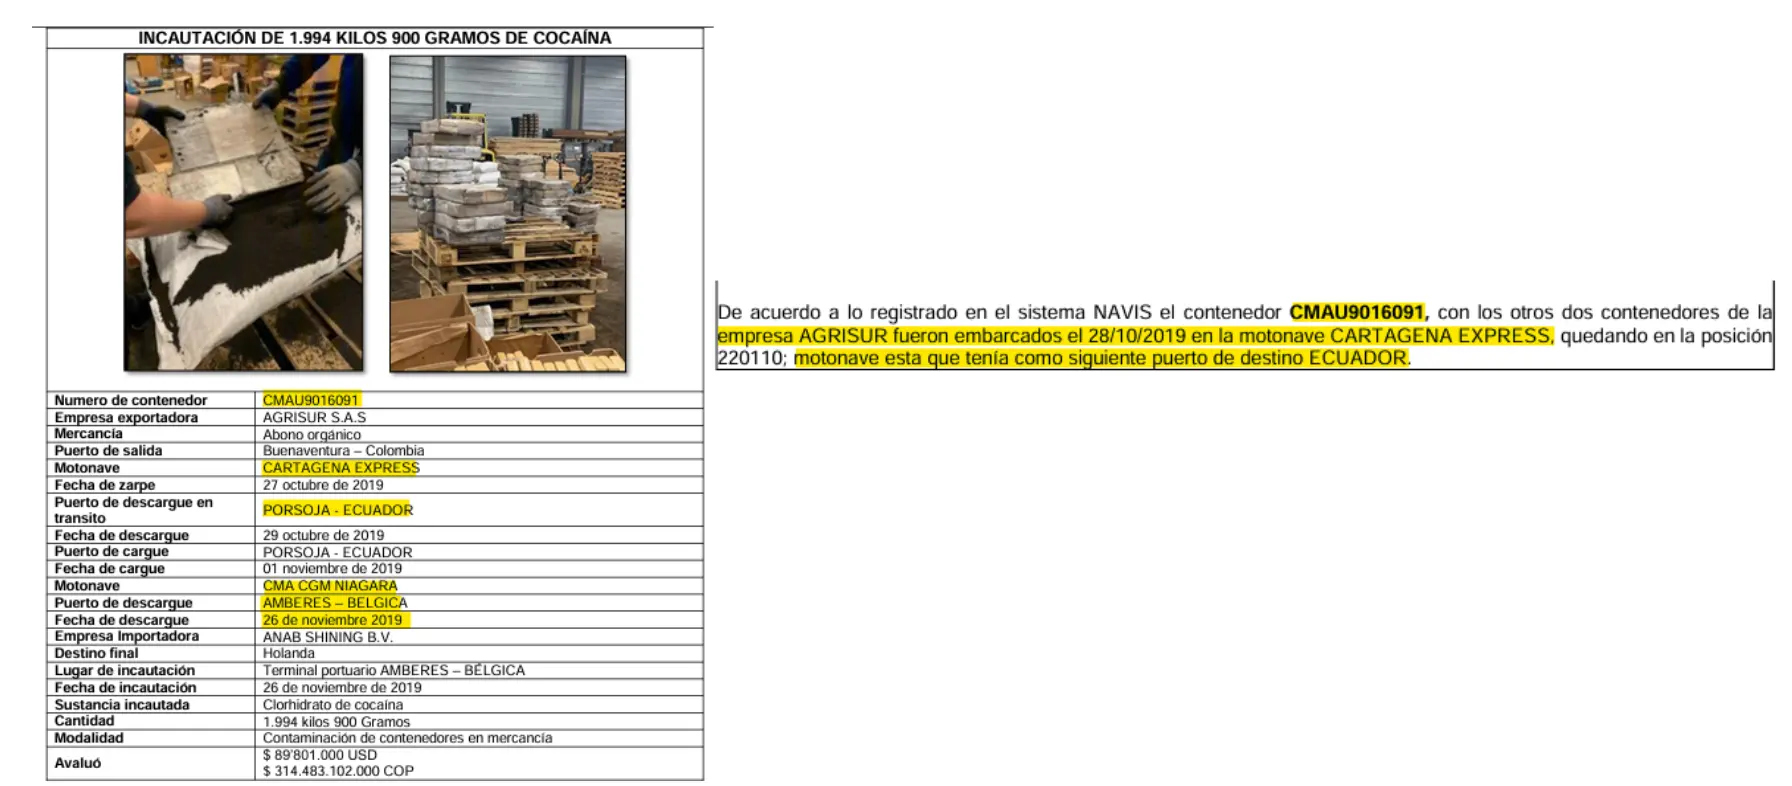 INCAUTACIÓN DE 1.994 KILOS 900 GRAMOS DE COCAÍNA
Numero de contenedor CMAU9016091
Empresa exportadora AGRISUR S.A.S
Mercancía Abono orgánico
Puerto de salida Buenaventura – Colombia
Motonave CARTAGENA EXPRESS
Fecha de zarpe 27 octubre de 2019
Puerto de descargue en
transito PORSOJA - ECUADOR
Fecha de descargue 29 octubre de 2019
Puerto de cargue PORSOJA - ECUADOR
Fecha de cargue 01 noviembre de 2019
Motonave CMA CGM NIAGARA
Puerto de descargue AMBERES – BELGICA
Fecha de descargue 26 de noviembre 2019
Empresa Importadora ANAB SHINING B.V.
Destino final Holanda
Lugar de incautación Terminal portuario AMBERES – BÉLGICA
Fecha de incautación 26 de noviembre de 2019
Sustancia incautada Clorhidrato de cocaína
Cantidad 1.994 kilos 900 Gramos
Modalidad Contaminación de contenedores en mercancía
Avaluó $ 89'801.000 USD
$ 314.483.102.000 COP
De acuerdo a lo registrado en el sistema NAVIS el contenedor CMAU9016091, con los otros dos contenedores de la
empresa AGRISUR fueron embarcados el 28/10/2019 en la motonave CARTAGENA EXPRESS, quedando en la posición
220110; motonave esta que tenía como siguiente puerto de destino ECUADOR.